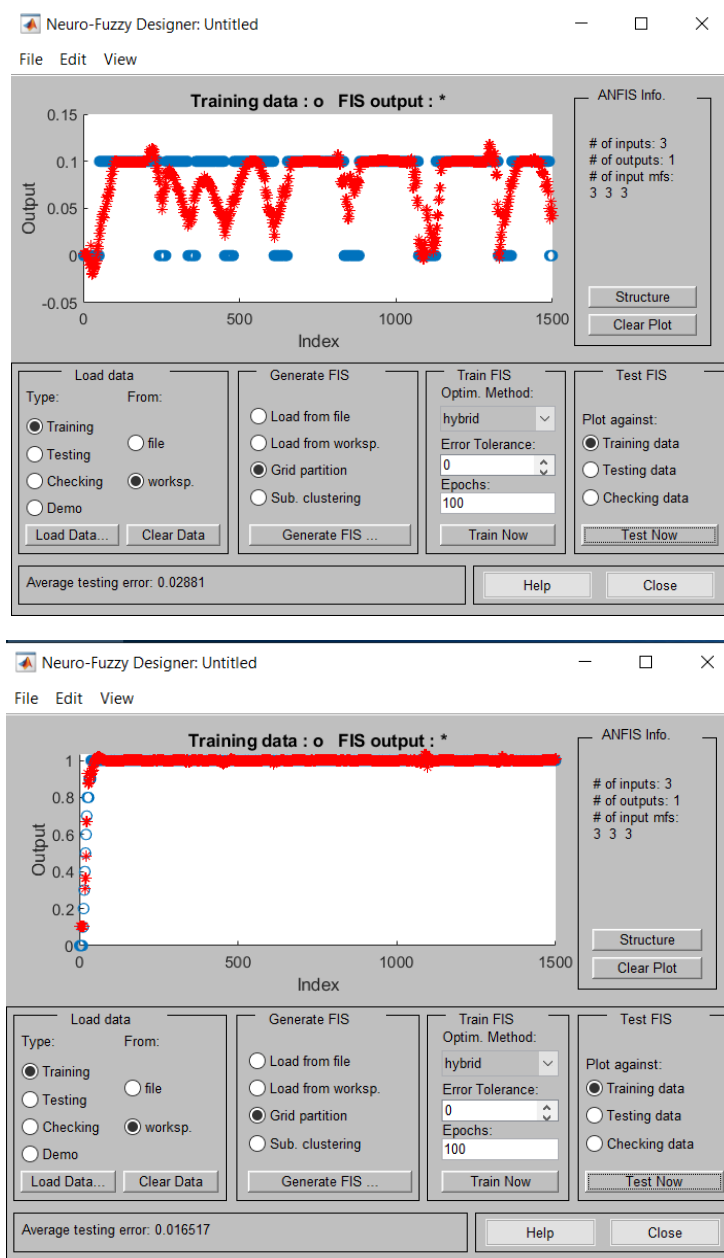 Neuro-Fuzzy Designer: Untitled
File Edit View
Training data : o FIS output : *
0.15
0.1
0.05
0
-0.05
Output
0 500 1000 1500
Index
ANFIS Info.
# of inputs: 3
# of outputs: 1
# of input mfs:
3 3 3
Structure
Clear Plot
Load data
Type: From:
Training
Testing
Checking
Demo
file
worksp.
Load Data... Clear Data
Generate FIS
Load from file
Load from worksp.
Grid partition
Sub. clustering
Generate FIS ...
Train FIS
Optim. Method:
hybrid
Error Tolerance:
0
Epochs:
100
Train Now
Test FIS
Plot against:
Training data
Testing data
Checking data
Test Now
Average testing error: 0.02881
Help Close
Neuro-Fuzzy Designer: Untitled
File Edit View
Training data : o FIS output : *
1
0.8
0.6
0.4
0.2
0
Output
0 500 1000 1500
Index
ANFIS Info.
# of inputs: 3
# of outputs: 1
# of input mfs:
3 3 3
Structure
Clear Plot
Load data
Type: From:
Training
Testing
Checking
Demo
file
worksp.
Load Data... Clear Data
Generate FIS
Load from file
Load from worksp.
Grid partition
Sub. clustering
Generate FIS ...
Train FIS
Optim. Method:
hybrid
Error Tolerance:
0
Epochs:
100
Train Now
Test FIS
Plot against:
Training data
Testing data
Checking data
Test Now
Average testing error: 0.016517
Help Close